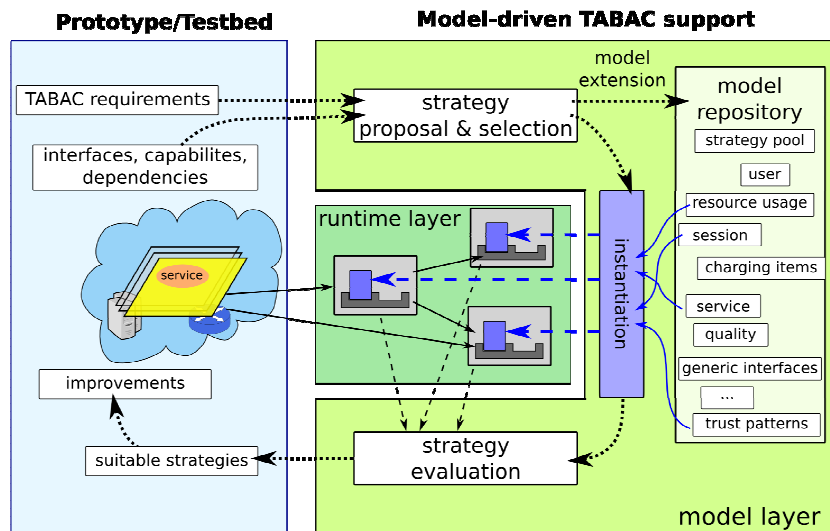 Prototype/Testbed
Model-driven TABAC support
TABAC requirements
interfaces, capabilites,
dependencies
strategy
proposal & selection
model
extension
model
repository
strategy pool
user
resource usage
session
charging items
service
quality
generic interfaces
...
trust patterns
runtime layer
instantiation
service
improvements
suitable strategies
strategy
evaluation
model layer